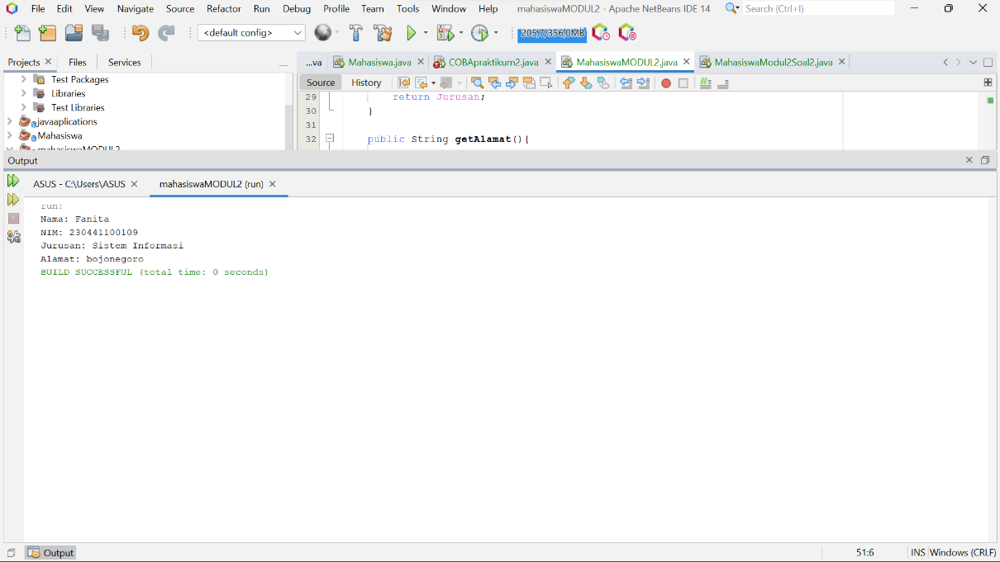 File Edit View Navigate Source Refactor Run Debug Profile Team Tools Window Help mahasiswaMODUL2 - Apache NetBeans IDE 14 Search (Ctrl+I)
<default config> 205,7/356,0MB
Projects Files Services ...va Mahasiswa.java COBApraktikum2.java MahasiswaMODUL2.java MahasiswaModul2Soal2.java
Test Packages
Libraries
Test Libraries
javaaplications
Mahasiswa
mahasiswaMODUL2
Source History
29 return Jurusan;
30 }
31
32 public String getAlamat(){
Output
ASUS - C:\Users\ASUS mahasiswaMODUL2 (run)
run:
Nama: Fanita
NIM: 230441100109
Jurusan: Sistem Informasi
Alamat: bojonegoro
BUILD SUCCESSFUL (total time: 0 seconds)
Output 51:6 INS Windows (CRLF)